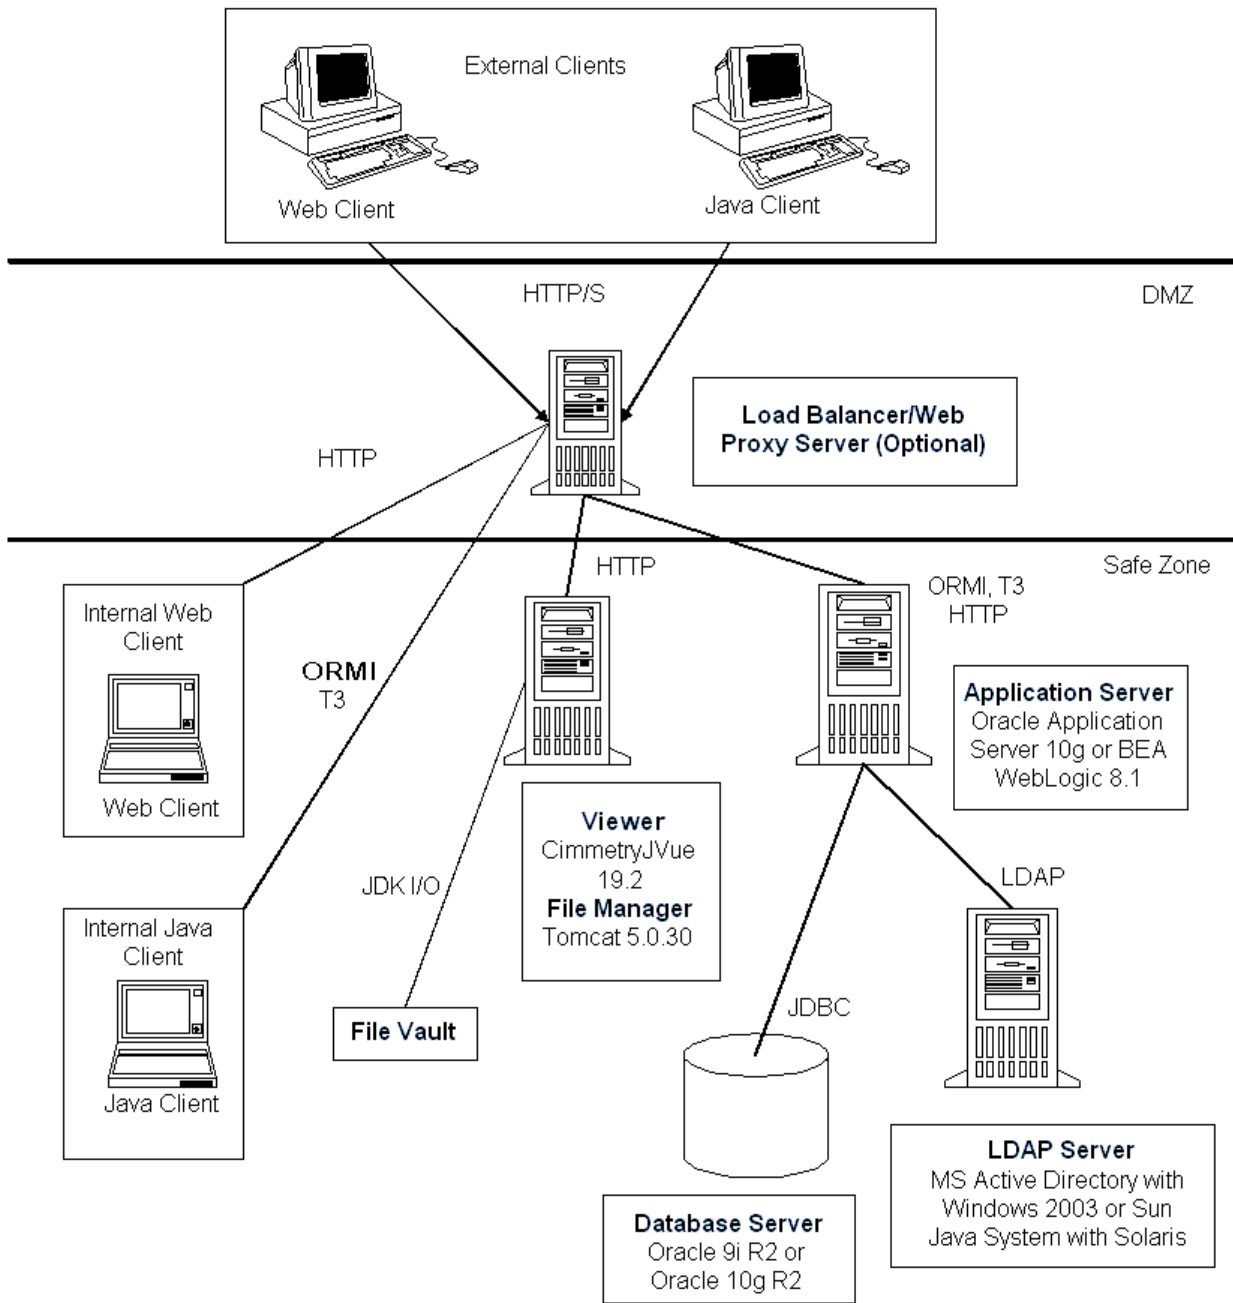 External Clients
Web Client
Java Client
HTTP/S
DMZ
Load Balancer/Web
Proxy Server (Optional)
HTTP
HTTP
Safe Zone
ORMI, T3
HTTP
Internal Web
Client
Web Client
ORMI
T3
Application Server
Oracle Application
Server 10g or BEA
WebLogic 8.1
Viewer
CimmetryJVue
19.2
File Manager
Tomcat 5.0.30
JDK I/O
LDAP
Internal Java
Client
Java Client
File Vault
JDBC
LDAP Server
MS Active Directory with
Windows 2003 or Sun
Java System with Solaris
Database Server
Oracle 9i R2 or
Oracle 10g R2